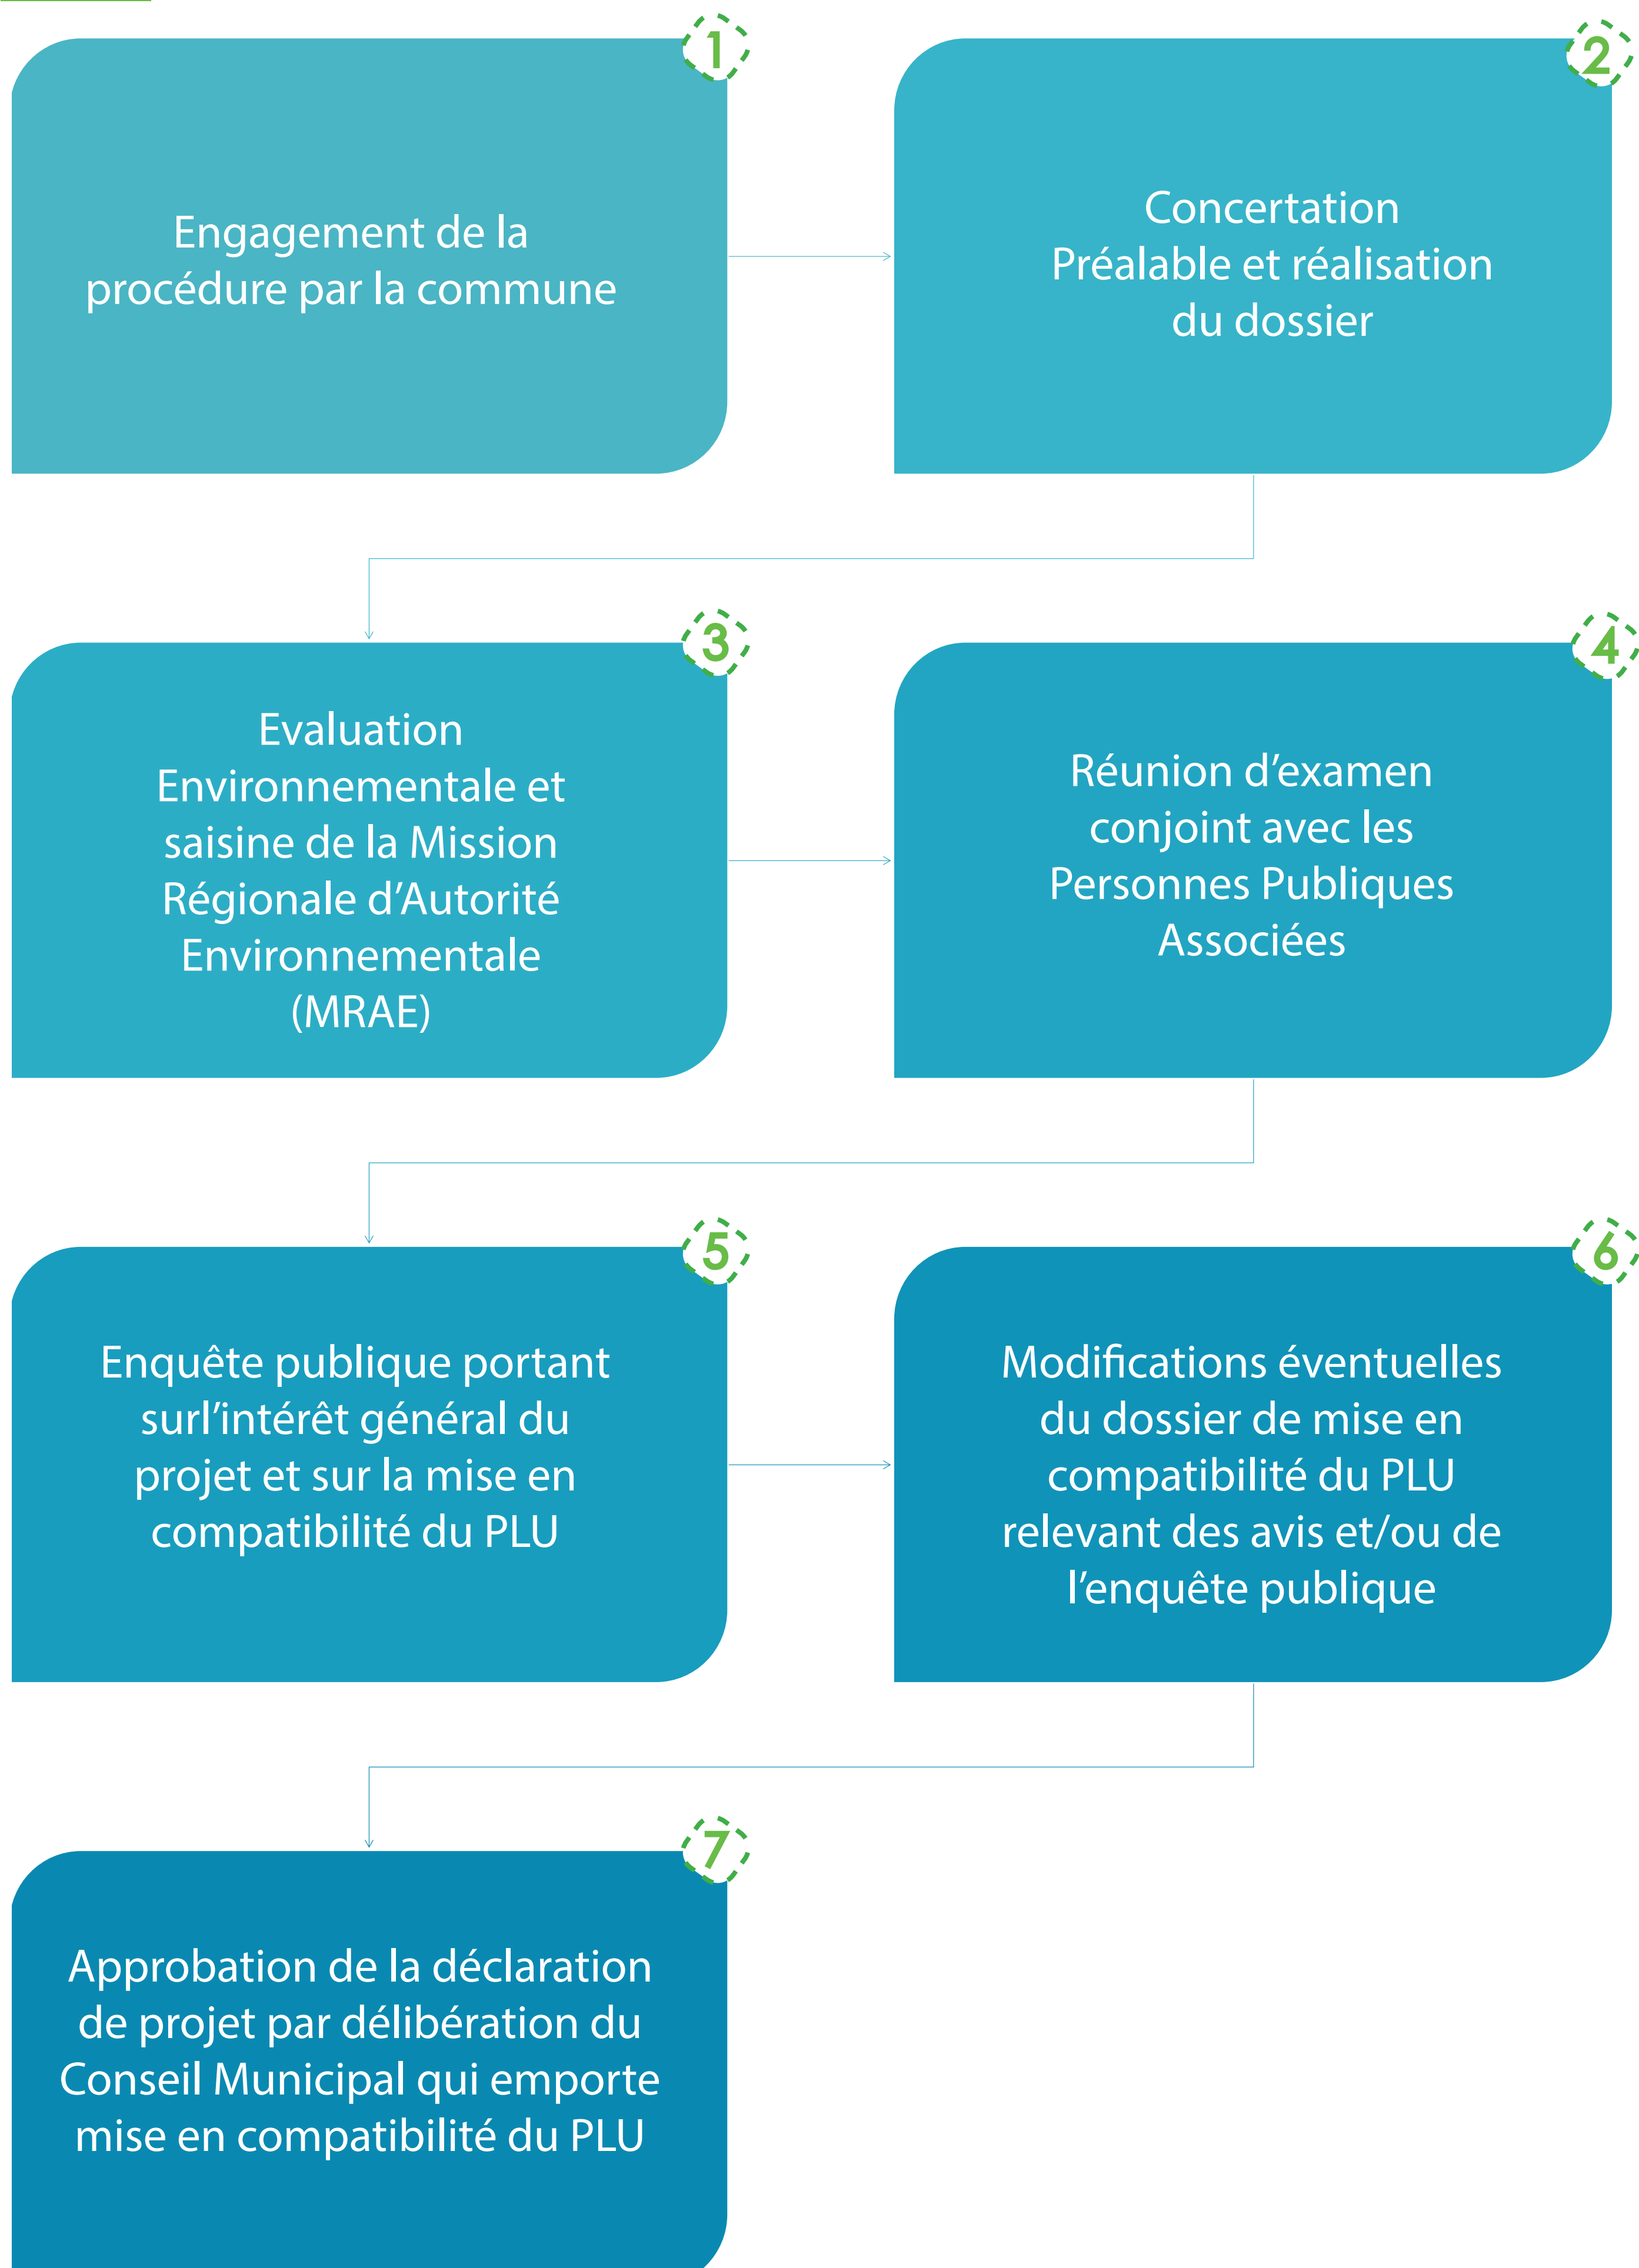 1
Engagement de la
procédure par la commune
2
Concertation
Préalable et réalisation
du dossier
3
Evaluation
Environnementale et
saisine de la Mission
Régionale d’Autorité
Environnementale
(MRAE)
4
Réunion d’examen
conjoint avec les
Personnes Publiques
Associées
5
Enquête publique portant
surl’intérêt général du
projet et sur la mise en
compatibilité du PLU
6
Modifications éventuelles
du dossier de mise en
compatibilité du PLU
relevant des avis et/ou de
l’enquête publique
7
Approbation de la déclaration
de projet par délibération du
Conseil Municipal qui emporte
mise en compatibilité du PLU